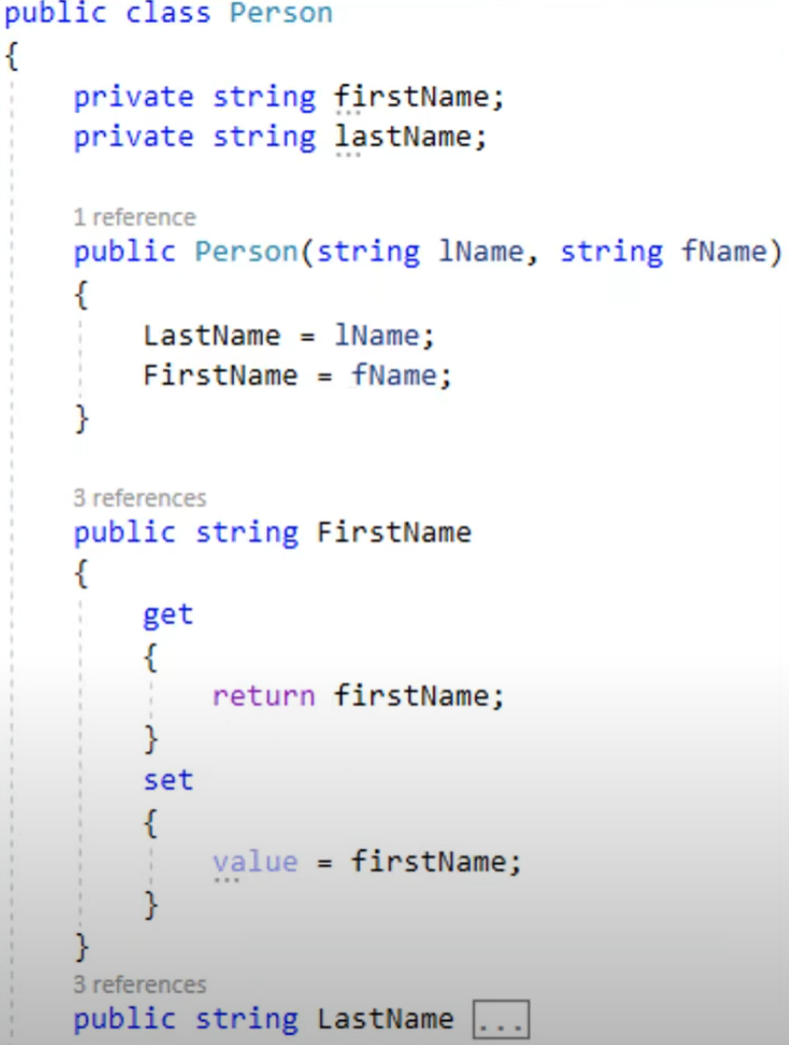 public class Person
{
private string firstName;
private string lastName;
1 reference
public Person(string lName, string fName)
{
LastName = lName;
FirstName = fName;
}
3 references
public string FirstName
{
get
{
return firstName;
}
set
{
value = firstName;
}
}
3 references
public string LastName ...